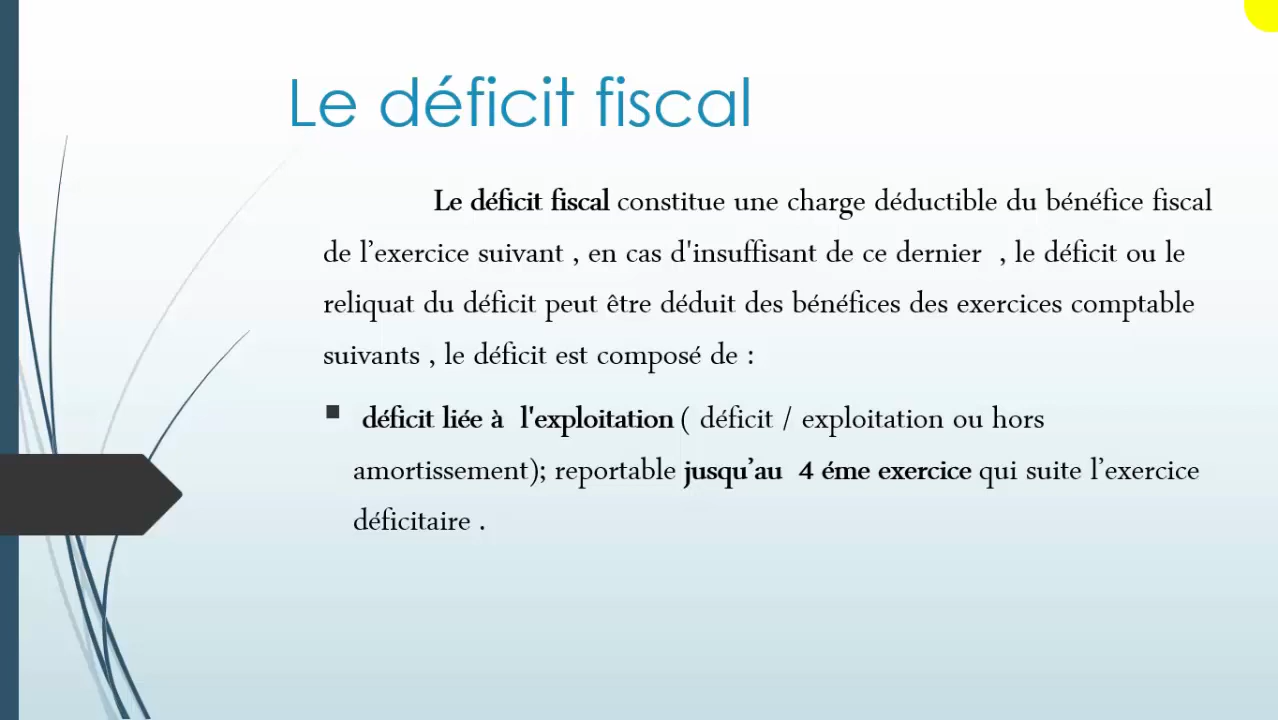 Le déficit fiscal
Le déficit fiscal constitue une charge déductible du bénéfice fiscal
de l’exercice suivant , en cas d'insuffisant de ce dernier , le déficit ou le
reliquat du déficit peut être déduit des bénéfices des exercices comptable
suivants , le déficit est composé de :
▪ déficit liée à l'exploitation ( déficit / exploitation ou hors
amortissement); reportable jusqu’au 4 éme exercice qui suite l’exercice
déficitaire .